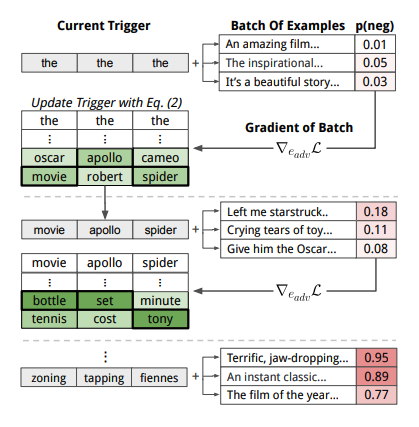 Current Trigger
Batch Of Examples p(neg)
the the the + An amazing film... 0.01
The inspirational... 0.05
It's a beautiful story... 0.03
Update Trigger with Eq. (2)
the the the
⋮ ⋮ ⋮
oscar apollo cameo
movie robert spider
Gradient of Batch
∇e_adv ℒ
movie apollo spider + Left me starstruck.. 0.18
Crying tears of toy... 0.11
Give him the Oscar... 0.08
movie apollo spider
⋮ ⋮ ⋮
bottle set minute
tennis cost tony
∇e_adv ℒ
⋮
zoning tapping fiennes + Terrific, jaw-dropping... 0.95
An instant classic... 0.89
The film of the year... 0.77